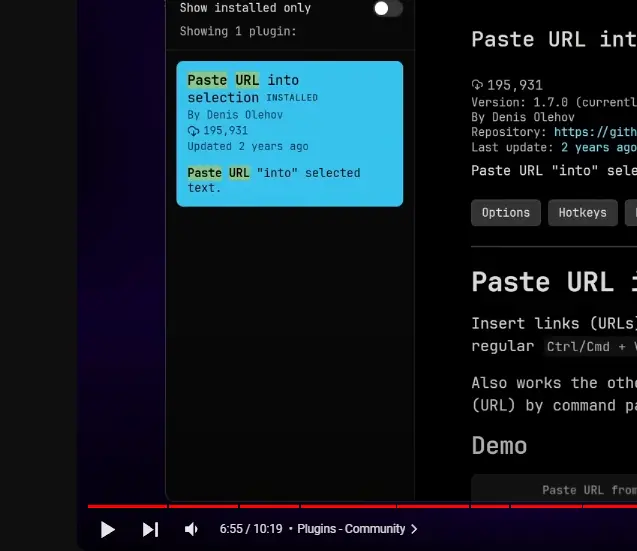 Show installed only
Showing 1 plugin:
Paste URL into
selection INSTALLED
By Denis Olehov
195,931
Updated 2 years ago
Paste URL "into" selected
text.
Paste URL int
195,931
Version: 1.7.0 (currentl
By Denis Olehov
Repository: https://gith
Last update: 2 years ago
Paste URL "into" sele
Options
Hotkeys
Paste URL i
Insert links (URLs)
regular Ctrl/Cmd + V
Also works the othe
(URL) by command pa
Demo
Paste URL from
6:55 / 10:19 • Plugins - Community